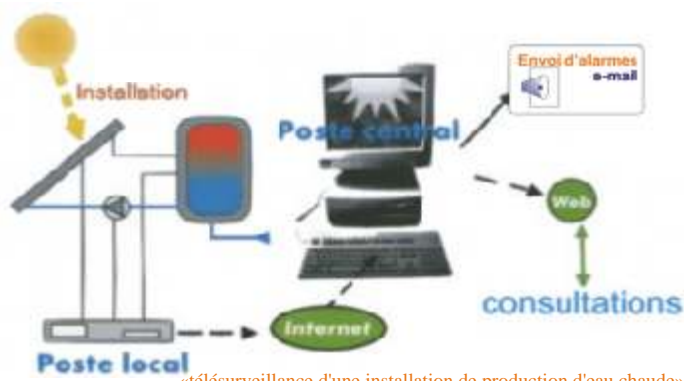 Installation
Envoi d'alarmes
e-mail
Poste central
Web
consultations
Internet
Poste local
«télésurveillance d'une installation de production d'eau chaude»